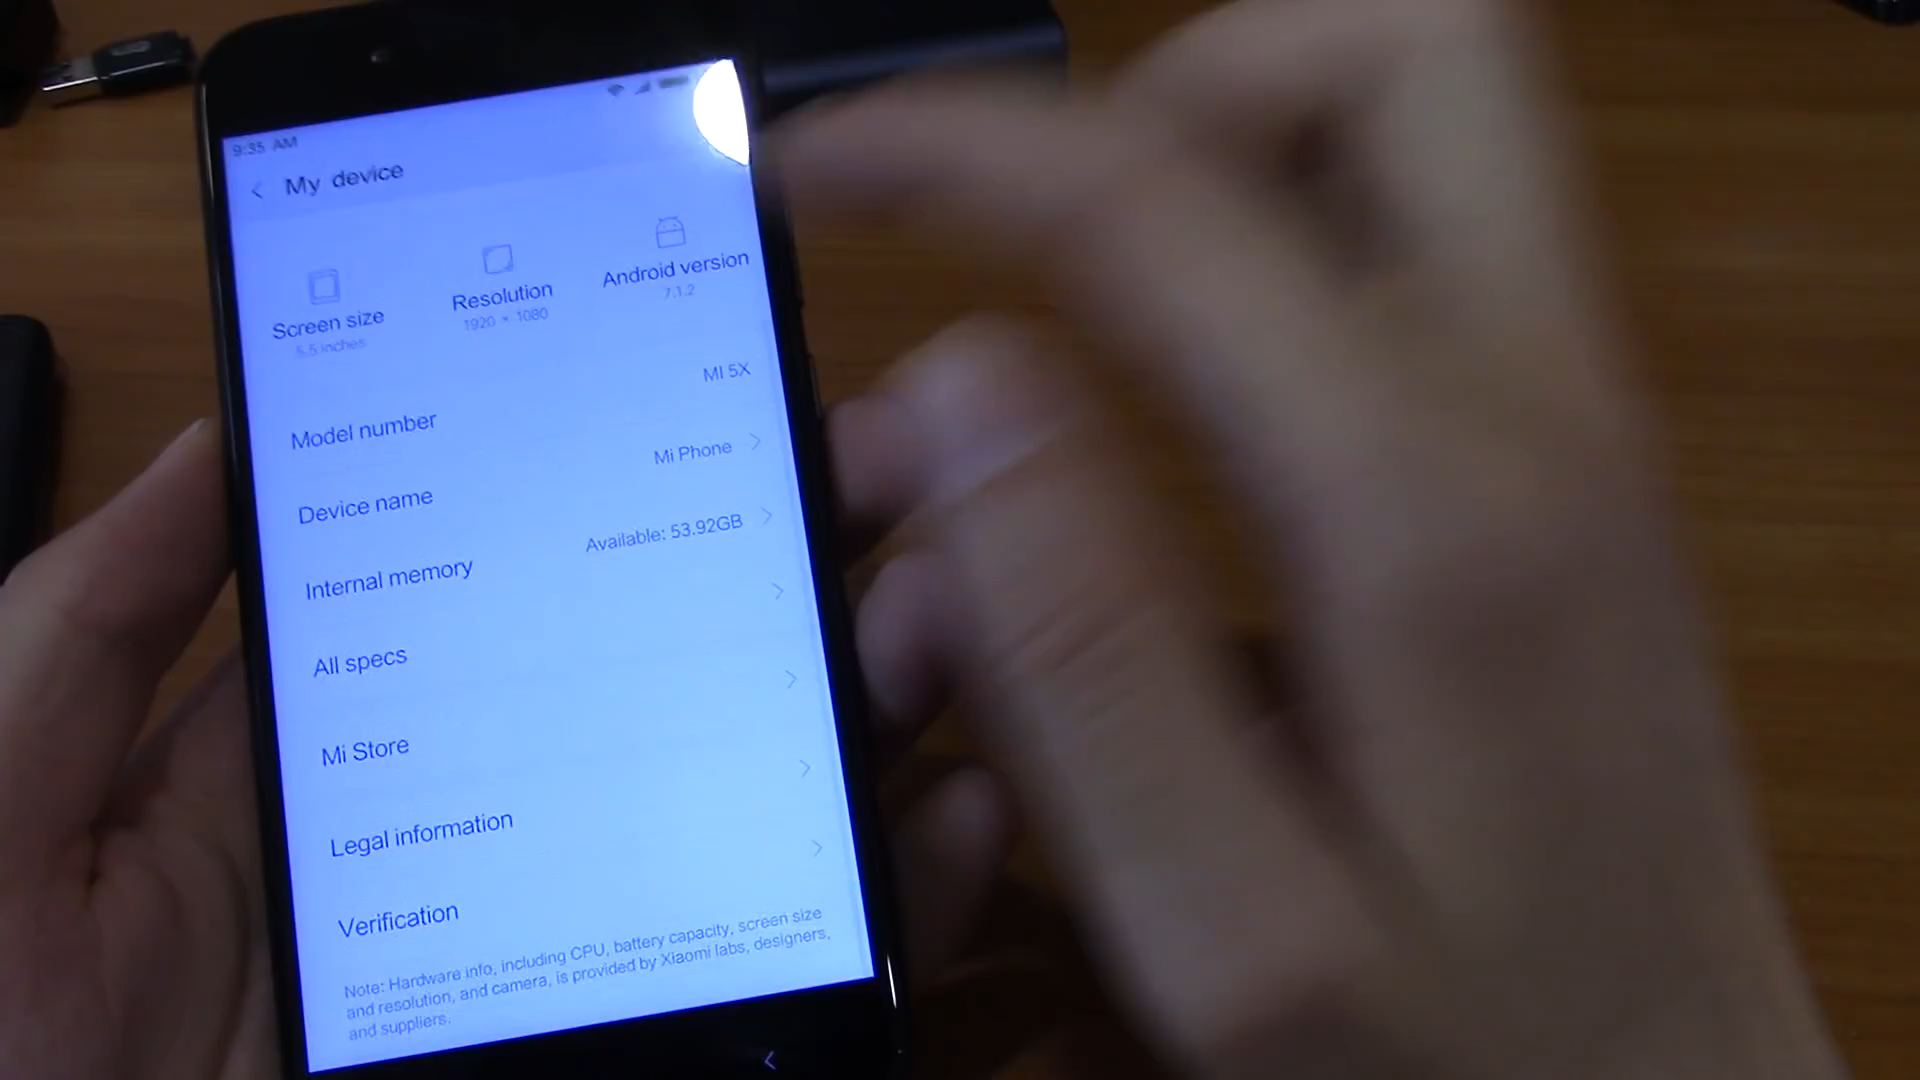 9:35 AM
My device
Screen size
5.5 inches
Resolution
1920 × 1080
Android version
7.1.2
Model number
MI 5X
Device name
Mi Phone
Internal memory
Available: 53.92GB
All specs
Mi Store
Legal information
Verification
Note: Hardware info, including CPU, battery capacity, screen size
and resolution, and camera, is provided by Xiaomi labs, designers,
and suppliers.